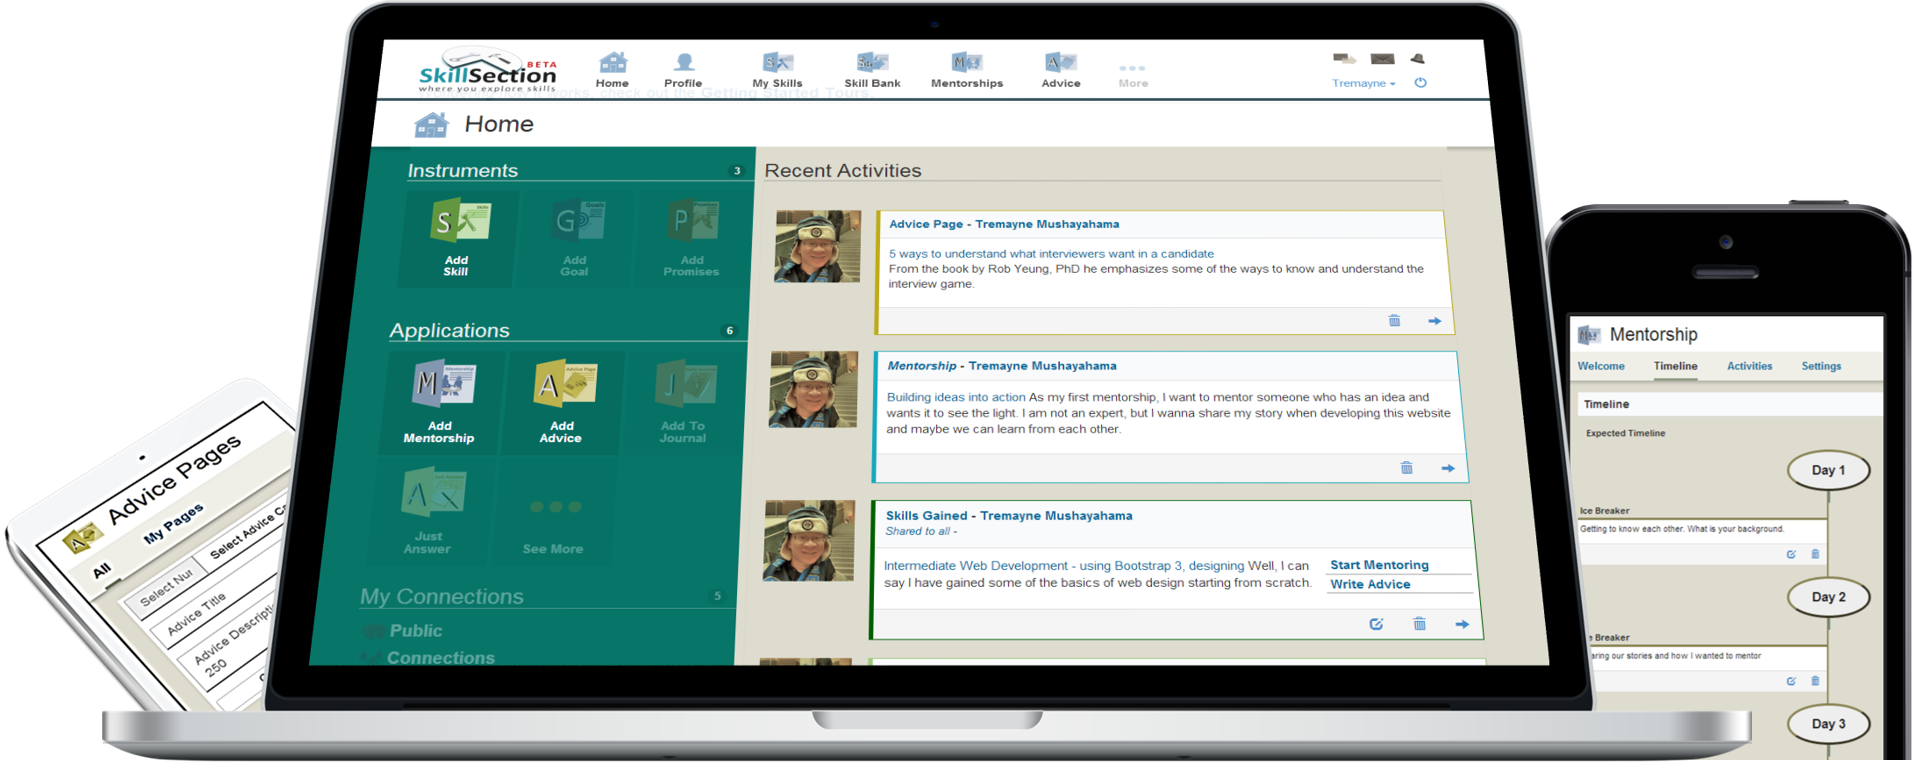 SkillSection BETA
where you explore skills
Home
Profile
My Skills
Skill Bank
Mentorships
Advice
More
Tremayne
works, check out the Getting Started Tours.
Home
Instruments 3
Add
Skill
Add
Goal
Add
Promises
Applications 6
Add
Mentorship
Add
Advice
Add To
Journal
Just
Answer
See More
My Connections 5
Public
Connections
Recent Activities
Advice Page - Tremayne Mushayahama
5 ways to understand what interviewers want in a candidate
From the book by Rob Yeung, PhD he emphasizes some of the ways to know and understand the
interview game.
Mentorship - Tremayne Mushayahama
Building ideas into action As my first mentorship, I want to mentor someone who has an idea and
wants it to see the light. I am not an expert, but I wanna share my story when developing this website
and maybe we can learn from each other.
Skills Gained - Tremayne Mushayahama
Shared to all -
Intermediate Web Development - using Bootstrap 3, designing Well, I can
say I have gained some of the basics of web design starting from scratch.
Start Mentoring
Write Advice
Advice Pages
All
My Pages
Select Advice
Select
Advice Title
Advice
250
Mentorship
Welcome
Timeline
Activities
Settings
Timeline
Expected Timeline
Day 1
Ice Breaker
Getting to know each other. What is your background.
Day 2
Breaker
our stories and how I wanted to mentor
Day 3